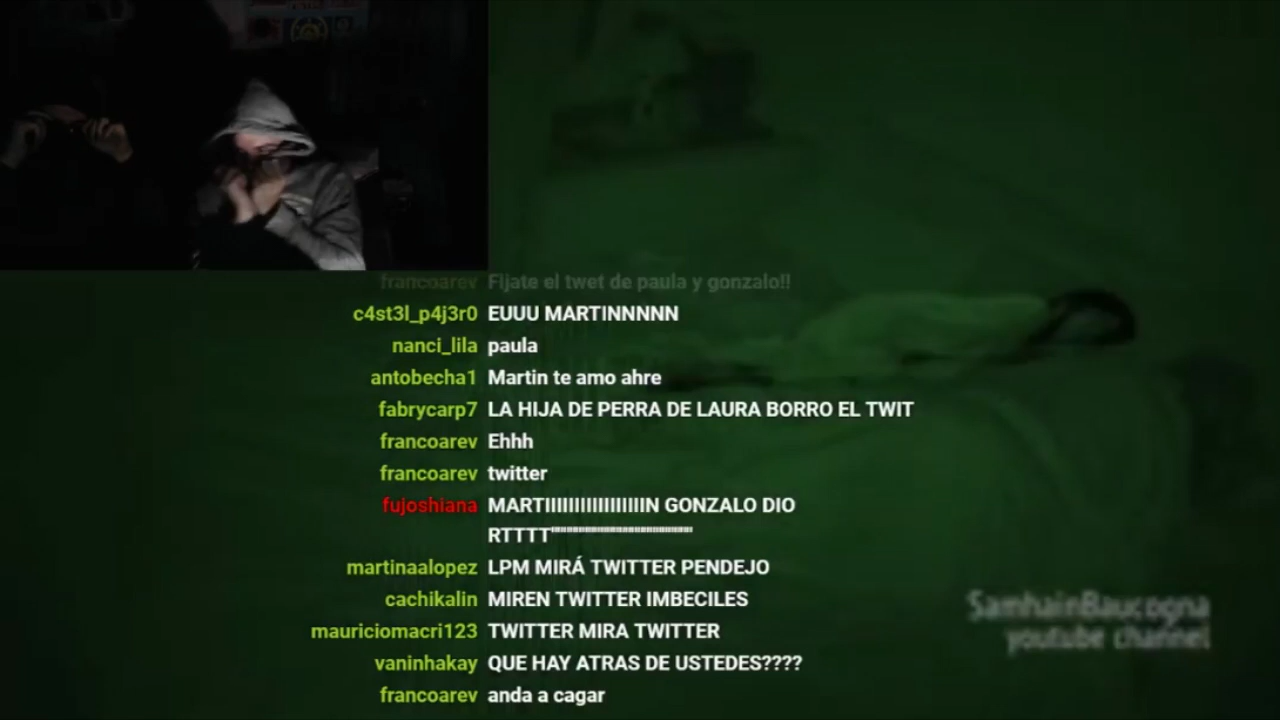 francoarev Fijate el twet de paula y gonzalo!!
c4st3l_p4j3r0 EUUU MARTINNNNN
nanci_lila paula
antobecha1 Martin te amo ahre
fabrycarp7 LA HIJA DE PERRA DE LAURA BORRO EL TWIT
francoarev Ehhh
francoarev twitter
fujoshiana MARTIIIIIIIIIIIIIIIIIIN GONZALO DIO
RTTTT""""""""""""""""""""""""""""
martinaalopez LPM MIRÁ TWITTER PENDEJO
cachikalin MIREN TWITTER IMBECILES
mauriciomacri123 TWITTER MIRA TWITTER
vaninhakay QUE HAY ATRAS DE USTEDES????
francoarev anda a cagar
SamhainBaucogna
youtube channel